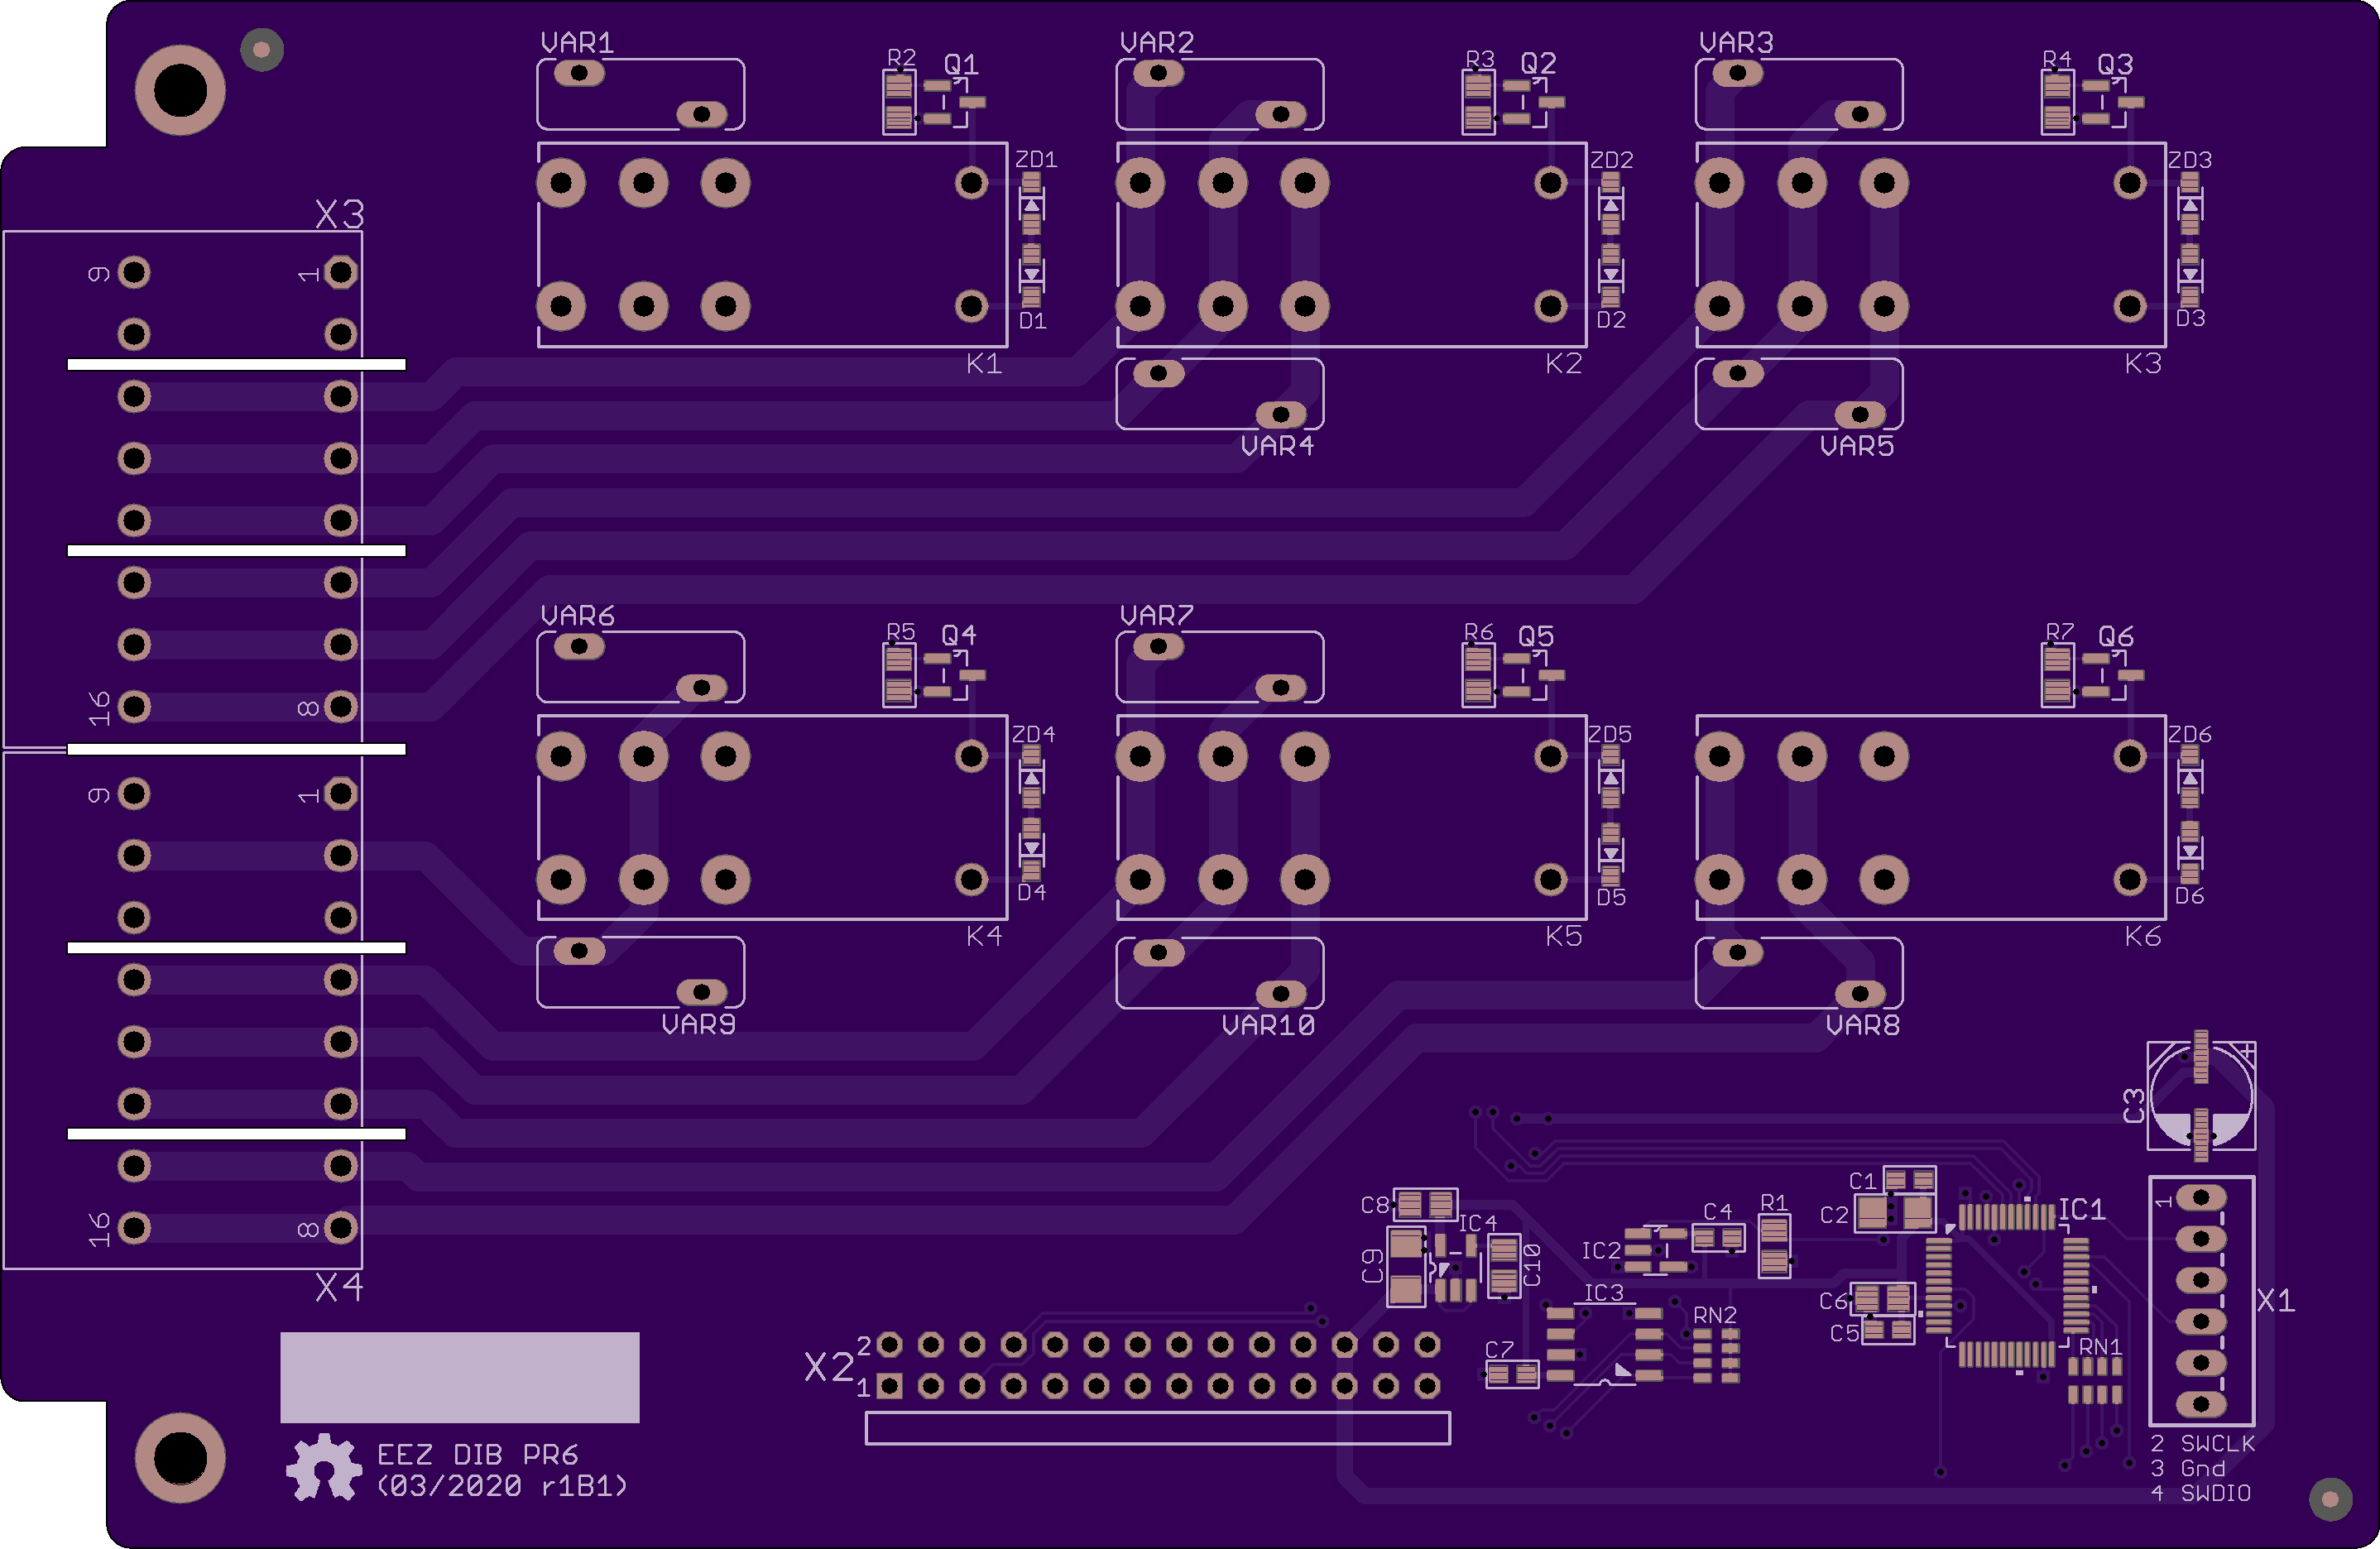 VAR1
R2
Q1
VAR2
R3
Q2
VAR3
R4
Q3
ZD1
ZD2
ZD3
X3
9
1
D1
D2
D3
K1
K2
K3
VAR4
VAR5
VAR6
R5
Q4
VAR7
R6
Q5
R7
Q6
16
8
ZD4
ZD5
ZD6
9
1
D4
D5
D6
K4
K5
K6
VAR9
VAR10
VAR8
+
C3
C1
C2
C8
IC4
C4
R1
IC1
1
16
8
C9
C10
IC2
X4
IC3
C6
X1
RN2
C5
2
X2
1
C7
RN1
2 SWCLK
3 Gnd
4 SWDIO
EEZ DIB PR6
(03/2020 r1B1)